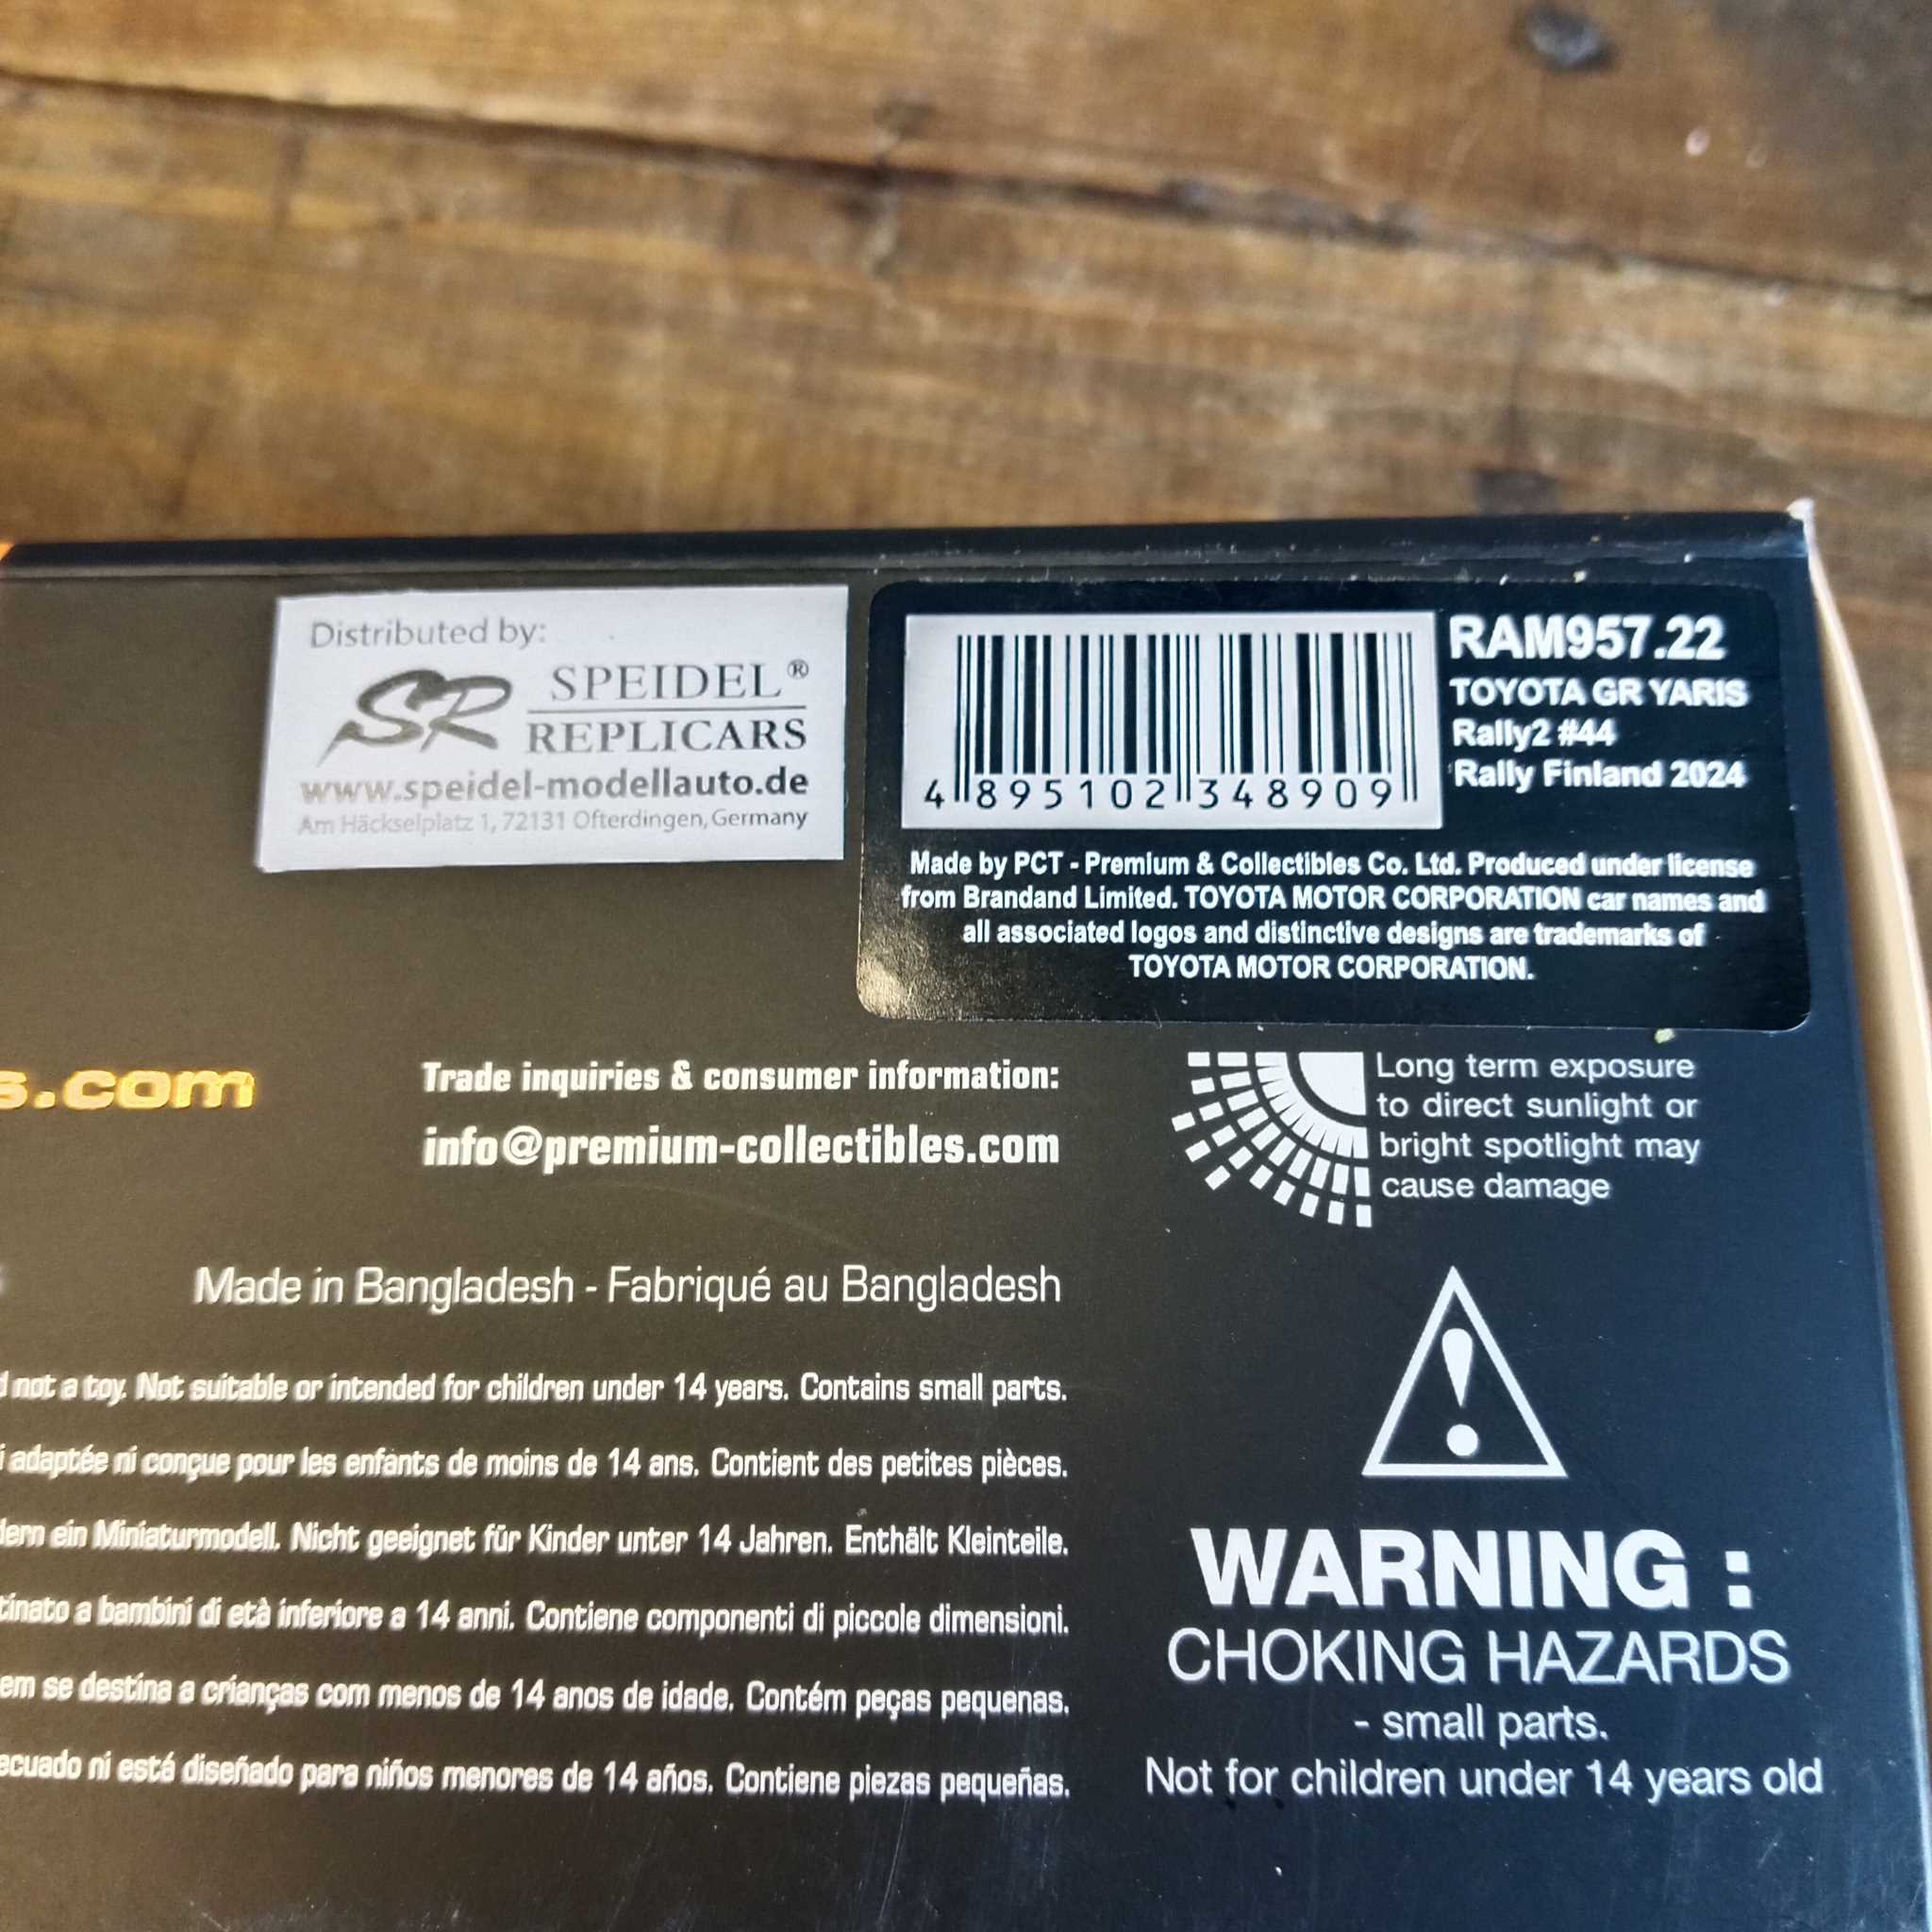 Distributed by:
SR SPEIDEL®
REPLICARS
www.speidel-modellauto.de
Am Häckselplatz 1, 72131 Ofterdingen, Germany
4 895102 348909
RAM957.22
TOYOTA GR YARIS
Rally2 #44
Rally Finland 2024
Made by PCT - Premium & Collectibles Co. Ltd. Produced under license
from Brandand Limited. TOYOTA MOTOR CORPORATION car names and
all associated logos and distinctive designs are trademarks of
TOYOTA MOTOR CORPORATION.
s.com
Trade inquiries & consumer information:
info@premium-collectibles.com
Long term exposure
to direct sunlight or
bright spotlight may
cause damage
Made in Bangladesh - Fabriqué au Bangladesh
not a toy. Not suitable or intended for children under 14 years. Contains small parts.
adaptée ni conçue pour les enfants de moins de 14 ans. Contient des petites pièces.
ein Miniaturmodell. Nicht geeignet für Kinder unter 14 Jahren. Enthält Kleinteile.
tinato a bambini di età inferiore a 14 anni. Contiene componenti di piccole dimensioni.
em se destina a crianças com menos de 14 anos de idade. Contém peças pequenas.
ecuado ni está diseñado para niños menores de 14 años. Contiene piezas pequeñas.
WARNING :
CHOKING HAZARDS
- small parts.
Not for children under 14 years old